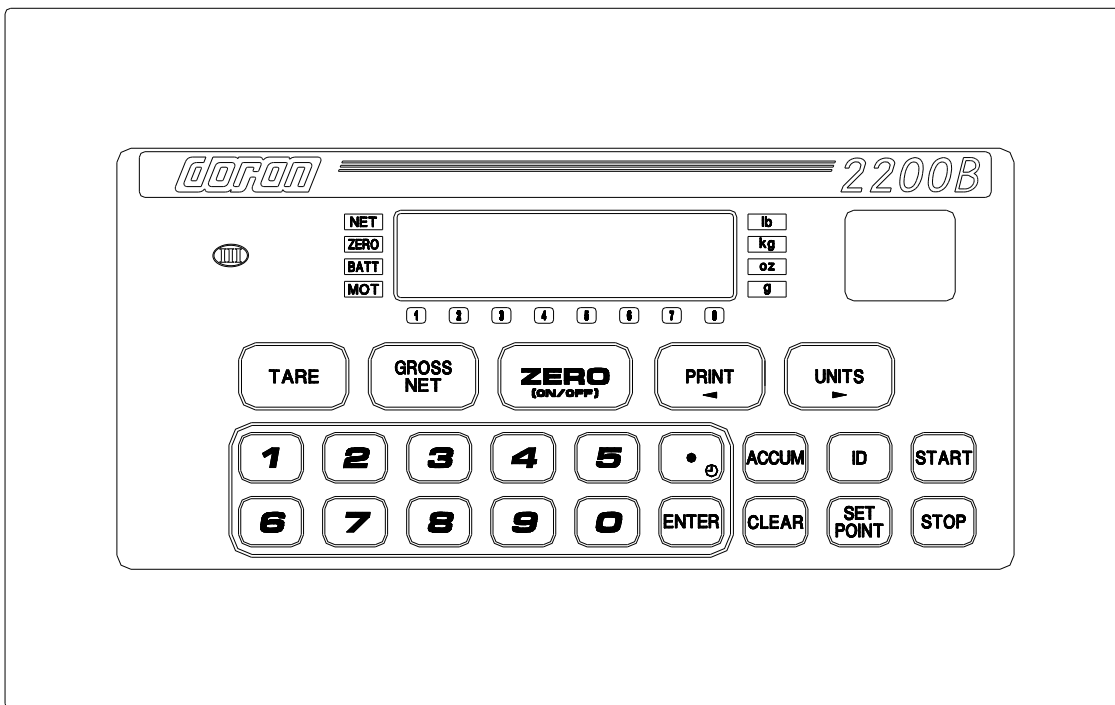 doran 2200B
NET
ZERO
BATT
MOT
lb
kg
oz
g
1 2 3 4 5 6 7 8
TARE
GROSS
NET
ZERO
(ON/OFF)
PRINT
◄
UNITS
►
1 2 3 4 5 •
ACCUM ID START
6 7 8 9 0 ENTER
CLEAR
SET
POINT
STOP